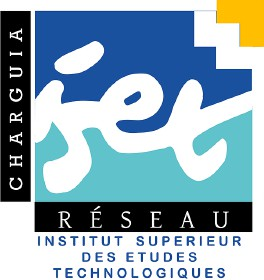 CHARGUIA
iset
RÉSEAU
INSTITUT SUPERIEUR
DES ETUDES
TECHNOLOGIQUES